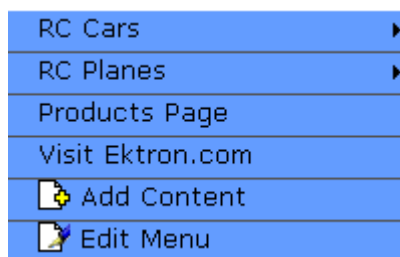 RC Cars
RC Planes
Products Page
Visit Ektron.com
Add Content
Edit Menu